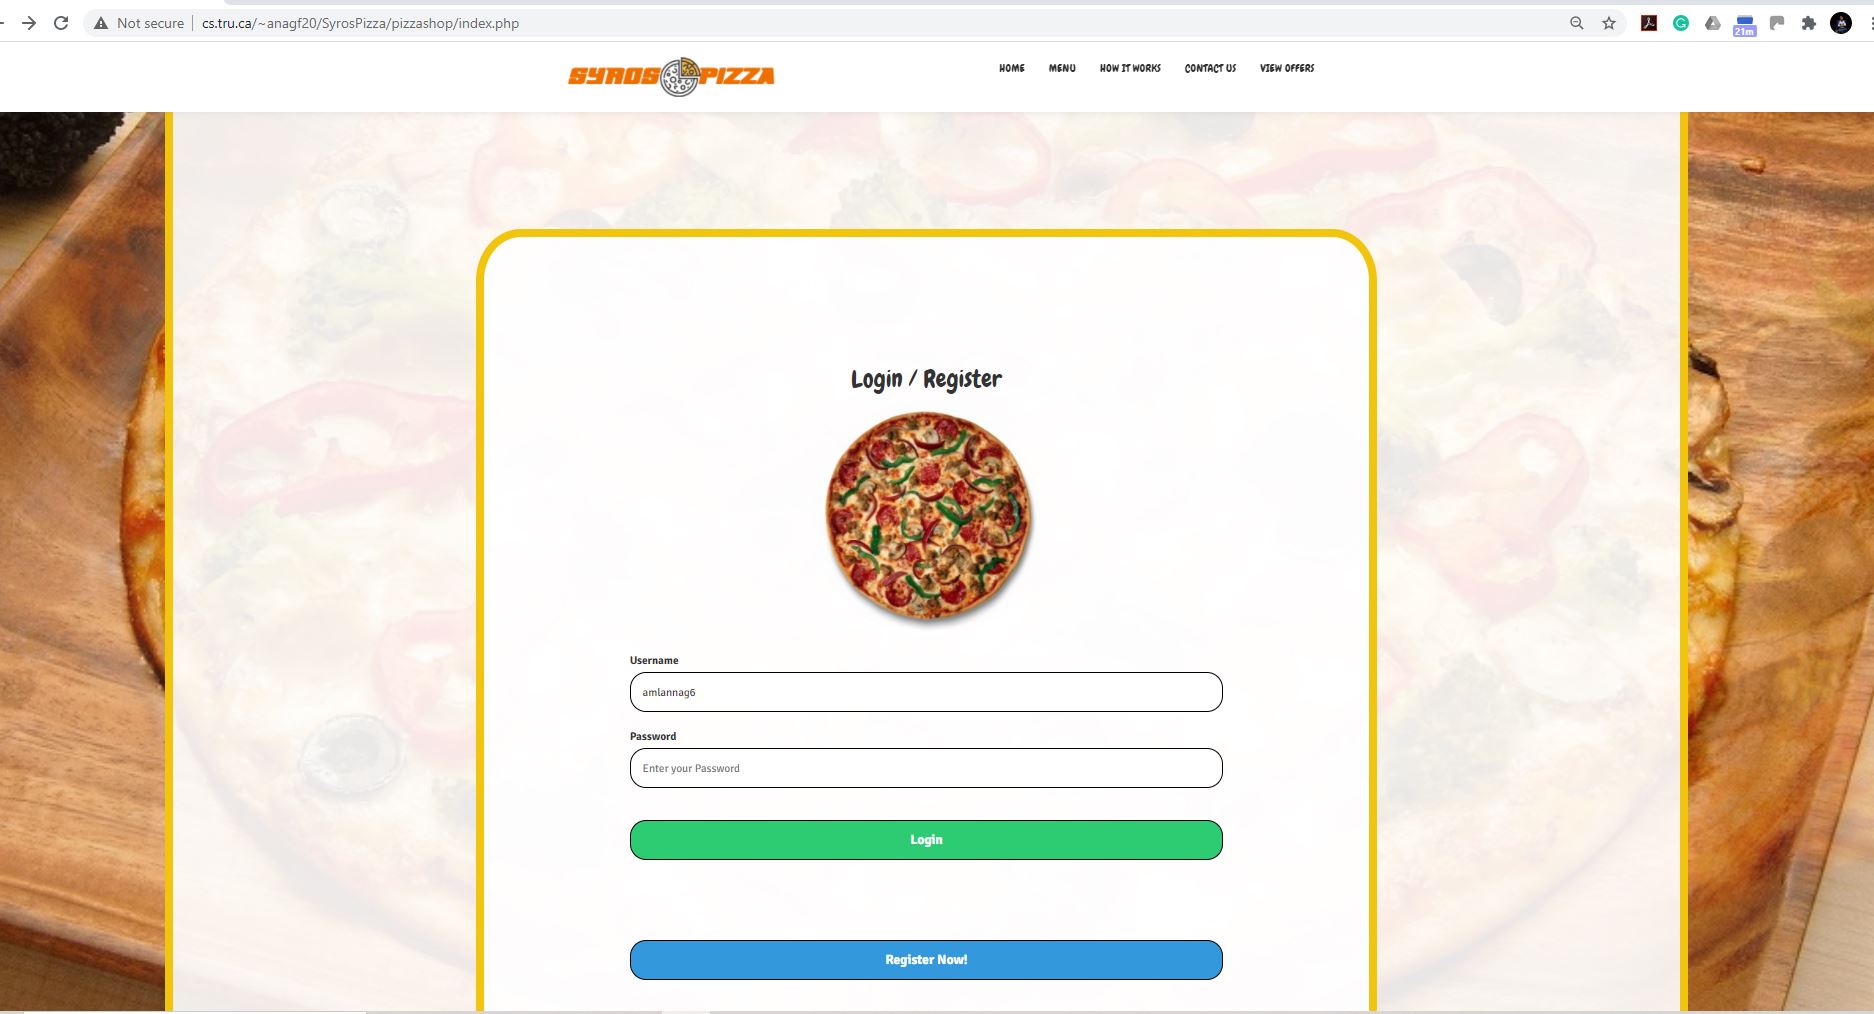 Not secure
cs.tru.ca/~anagf20/SyrosPizza/pizzashop/index.php
21m
SYROS PIZZA
HOME MENU HOW IT WORKS CONTACT US VIEW OFFERS
Login / Register
Username
amlannag6
Password
Enter your Password
Login
Register Now!